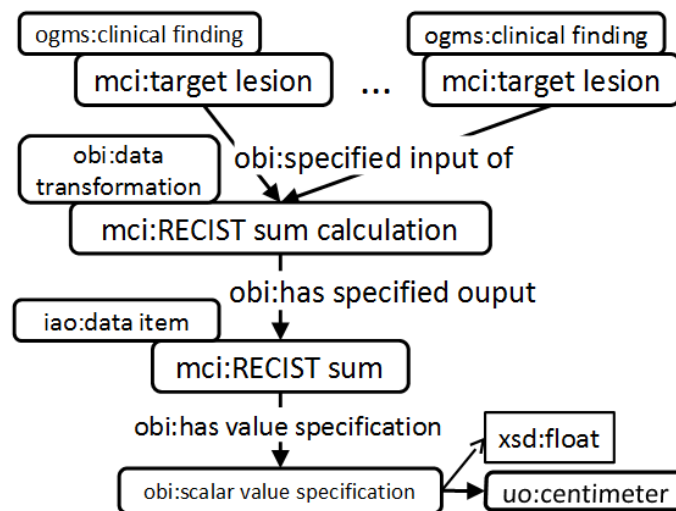 ogms:clinical finding
ogms:clinical finding
mci:target lesion
...
mci:target lesion
obi:data
transformation
obi:specified input of
mci:RECIST sum calculation
obi:has specified ouput
iao:data item
mci:RECIST sum
obi:has value specification
xsd:float
obi:scalar value specification
uo:centimeter